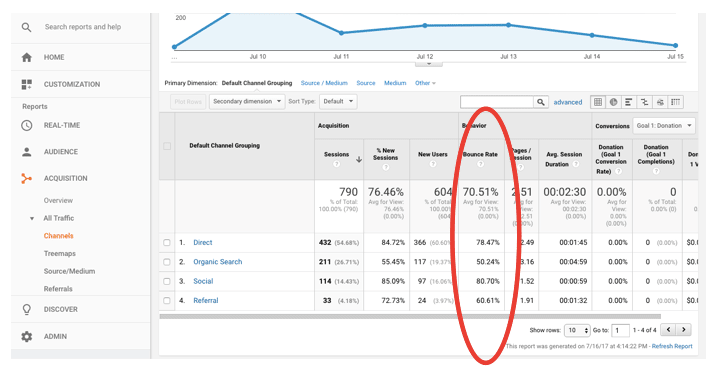 Search reports and help
HOME
CUSTOMIZATION
Reports
REAL-TIME
AUDIENCE
ACQUISITION
Overview
All Traffic
Channels
Treemaps
Source/Medium
Referrals
DISCOVER
ADMIN
200
... Jul 10 Jul 11 Jul 12 Jul 13 Jul 14 Jul 15
Primary Dimension: Default Channel Grouping Source / Medium Source Medium Other
Plot Rows Secondary dimension Sort Type: Default advanced
Default Channel Grouping
Acquisition Behavior Conversions Goal 1: Donation
Sessions % New Sessions New Users Bounce Rate Pages / Session Avg. Session Duration Donation (Goal 1 Conversion Rate) Donation (Goal 1 Completions)
790 76.46% 604 70.51% 2.51 00:02:30 0.00% 0
% of Total: 100.00% (790) Avg for View: 76.46% (0.00%) % of Total: 100.00% (604) Avg for View: 70.51% (0.00%) Avg for View: 2.51 (0.00%) Avg for View: 00:02:30 (0.00%) Avg for View: 0.00% (0.00%) % of Total: 0.00% (0)
1. Direct 432 (54.68%) 84.72% 366 (60.60%) 78.47% 2.49 00:01:45 0.00% 0 (0.00%) $0.0
2. Organic Search 211 (26.71%) 55.45% 117 (19.37%) 50.24% 3.16 00:04:59 0.00% 0 (0.00%) $0.0
3. Social 114 (14.43%) 85.09% 97 (16.06%) 80.70% 1.52 00:00:59 0.00% 0 (0.00%) $0.0
4. Referral 33 (4.18%) 72.73% 24 (3.97%) 60.61% 1.91 00:01:32 0.00% 0 (0.00%) $0.0
Show rows: 10 Go to: 1 1 - 4 of 4
This report was generated on 7/16/17 at 4:14:22 PM - Refresh Report